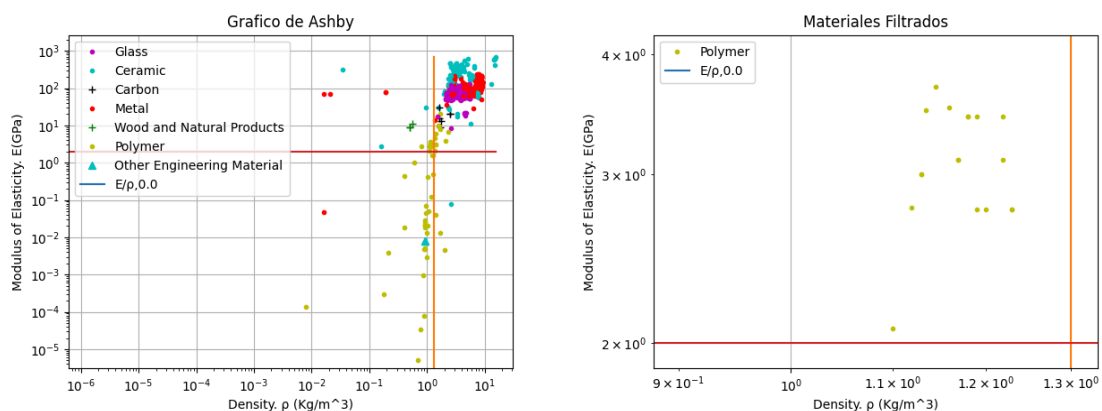 Grafico de Ashby
Modulus of Elasticity. E(GPa)
10³
10²
10¹
10⁰
10⁻¹
10⁻²
10⁻³
10⁻⁴
10⁻⁵
Glass
Ceramic
Carbon
Metal
Wood and Natural Products
Polymer
Other Engineering Material
E/ρ,0.0
10⁻⁶ 10⁻⁵ 10⁻⁴ 10⁻³ 10⁻² 10⁻¹ 10⁰ 10¹
Density. ρ (Kg/m^3)
Materiales Filtrados
Modulus of Elasticity. E(GPa)
4 × 10⁰
3 × 10⁰
2 × 10⁰
Polymer
E/ρ,0.0
9 × 10⁻¹ 10⁰ 1.1 × 10⁰ 1.2 × 10⁰ 1.3 × 10⁰
Density. ρ (Kg/m^3)